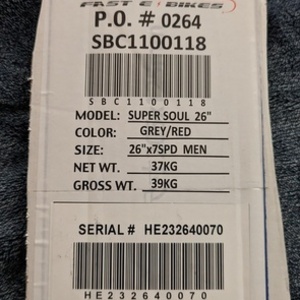 FAST E-BIKES
P.O. # 0264
SBC1100118
SBC1100118
MODEL: SUPER SOUL 26"
COLOR: GREY/RED
SIZE: 26"x7SPD MEN
NET WT. 37KG
GROSS WT. 39KG
SERIAL # HE232640070
HE232640070